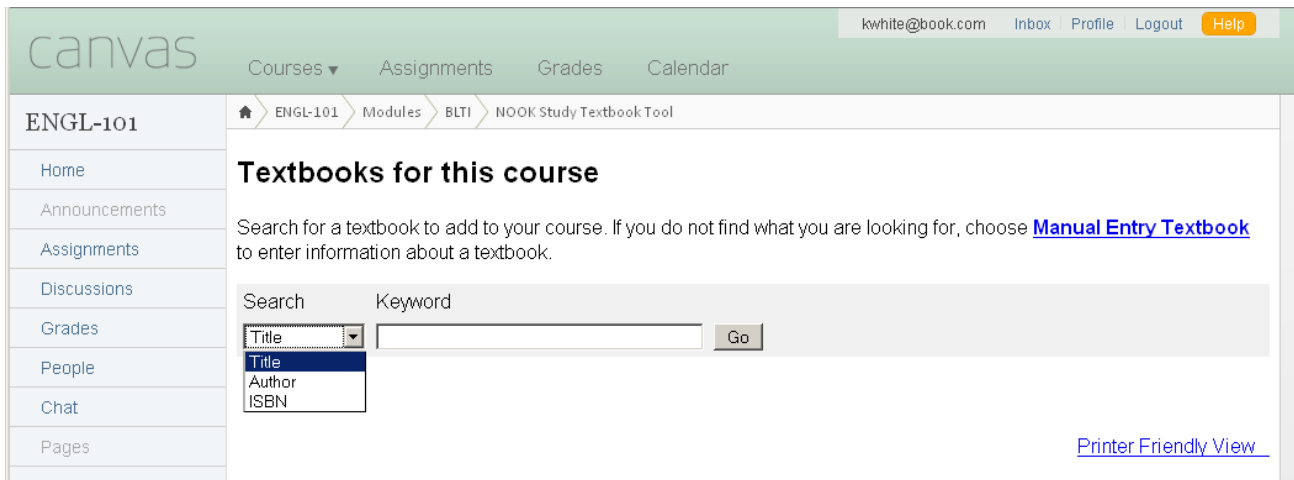 canvas
kwhite@book.com Inbox Profile Logout Help
Courses ▾ Assignments Grades Calendar
ENGL-101
ENGL-101 Modules BLTI NOOK Study Textbook Tool
Home
Announcements
Assignments
Discussions
Grades
People
Chat
Pages
Textbooks for this course
Search for a textbook to add to your course. If you do not find what you are looking for, choose Manual Entry Textbook
to enter information about a textbook.
Search Keyword
Title Go
Title
Author
ISBN
Printer Friendly View